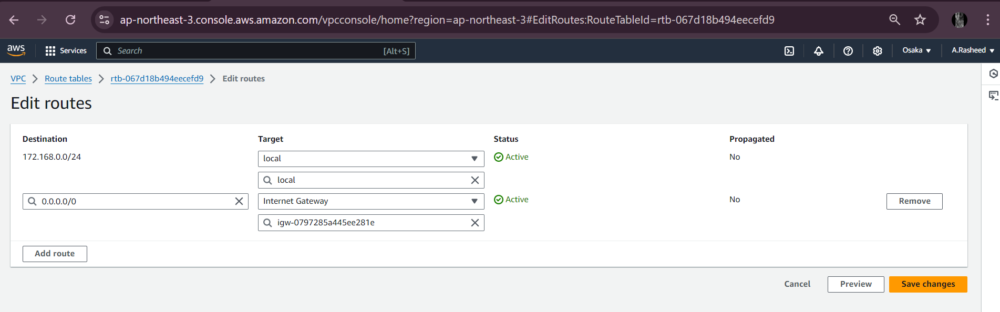 ap-northeast-3.console.aws.amazon.com/vpcconsole/home?region=ap-northeast-3#EditRoutes:RouteTableId=rtb-067d18b494eecefd9
aws Services Search [Alt+S] Osaka A.Rasheed
VPC Route tables rtb-067d18b494eecefd9 Edit routes
Edit routes
Destination Target Status Propagated
172.168.0.0/24 local Active No
local
0.0.0.0/0 Internet Gateway Active No Remove
igw-0797285a445ee281e
Add route
Cancel Preview Save changes